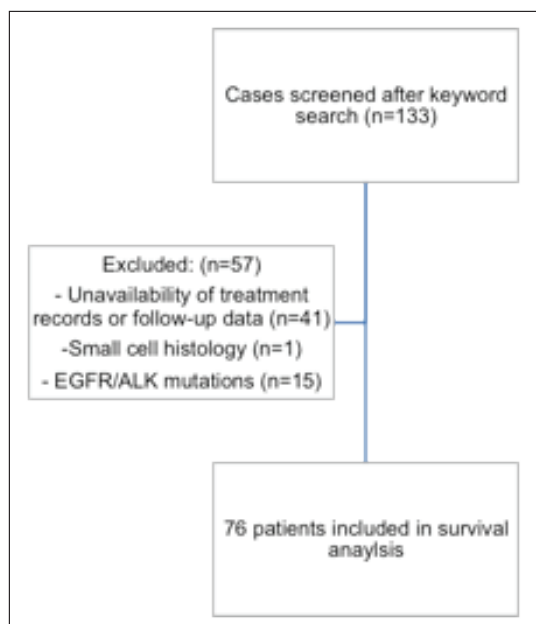 Cases screened after keyword
search (n=133)
Excluded: (n=57)
- Unavailability of treatment
records or follow-up data (n=41)
-Small cell histology (n=1)
- EGFR/ALK mutations (n=15)
76 patients included in survival
anaylsis